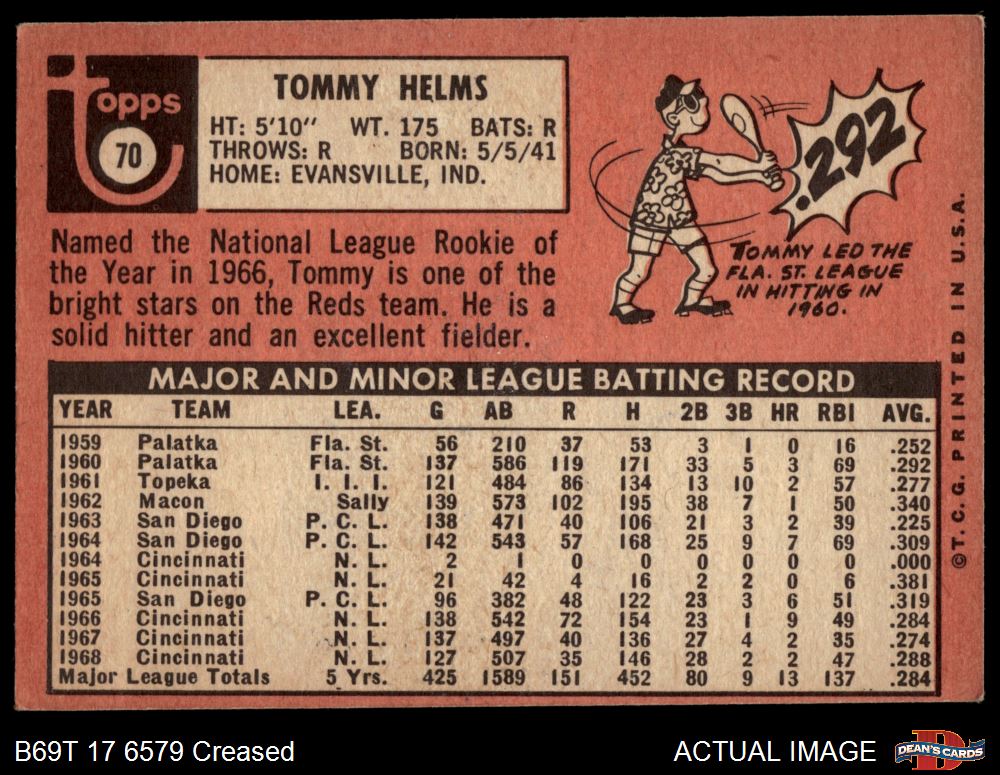 Topps
70
TOMMY HELMS
HT: 5'10" WT. 175 BATS: R
THROWS: R BORN: 5/5/41
HOME: EVANSVILLE, IND.
Named the National League Rookie of
the Year in 1966, Tommy is one of the
bright stars on the Reds team. He is a
solid hitter and an excellent fielder.
.292
TOMMY LED THE
FLA. ST. LEAGUE
IN HITTING IN
1960.
MAJOR AND MINOR LEAGUE BATTING RECORD
YEAR TEAM LEA. G AB R H 2B 3B HR RBI AVG.
1959 Palatka Fla. St. 56 210 37 53 3 1 0 16 .252
1960 Palatka Fla. St. 137 586 119 171 33 5 3 69 .292
1961 Topeka I. I. I. 121 484 86 134 13 10 2 57 .277
1962 Macon Sally 139 573 102 195 38 7 1 50 .340
1963 San Diego P. C. L. 138 471 40 106 21 3 2 39 .225
1964 San Diego P. C. L. 142 543 57 168 25 9 7 69 .309
1964 Cincinnati N. L. 2 1 0 0 0 0 0 0 .000
1965 Cincinnati N. L. 21 42 4 16 2 2 0 6 .381
1965 San Diego P. C. L. 96 382 48 122 23 3 6 51 .319
1966 Cincinnati N. L. 138 542 72 154 23 1 9 49 .284
1967 Cincinnati N. L. 137 497 40 136 27 4 2 35 .274
1968 Cincinnati N. L. 127 507 35 146 28 2 2 47 .288
Major League Totals 5 Yrs. 425 1589 151 452 80 9 13 137 .284
©T. C. G. PRINTED IN U. S. A.
B69T 17 6579 Creased
ACTUAL IMAGE
D
DEAN'S CARDS